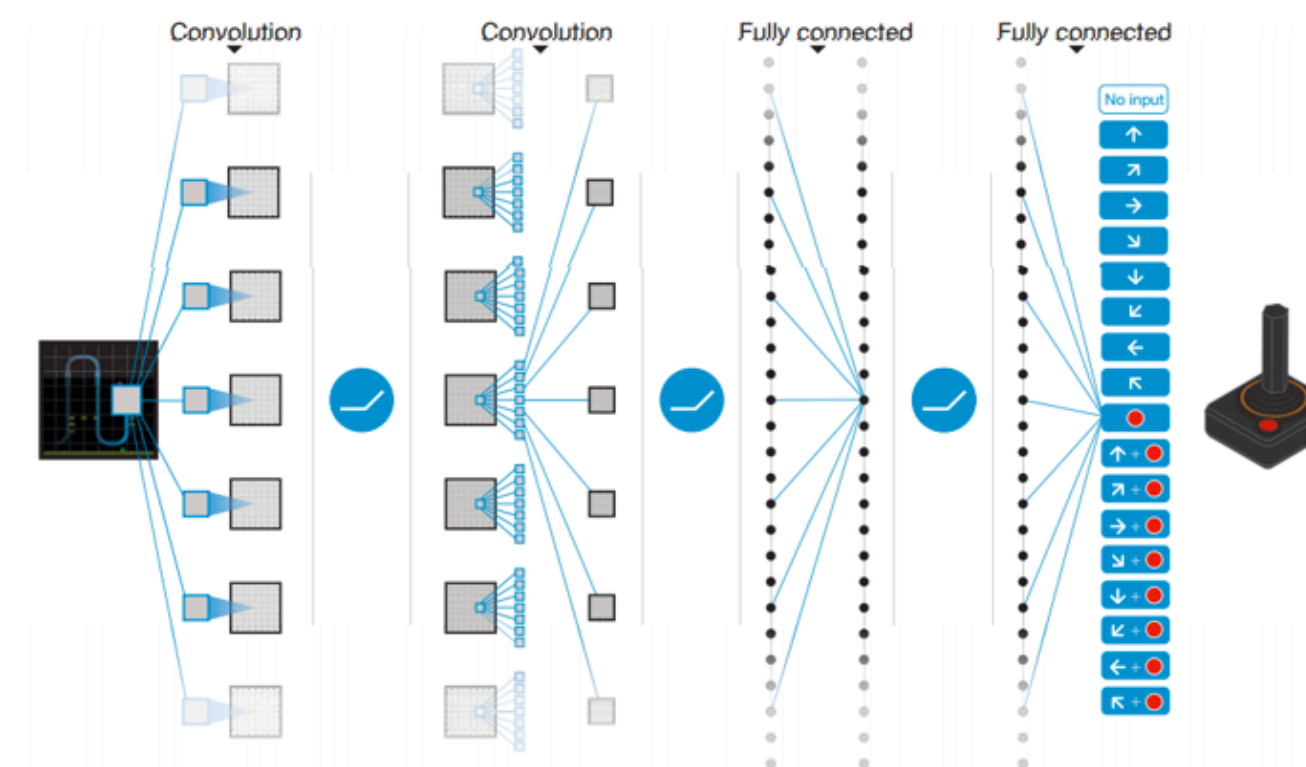 Convolution
Convolution
Fully connected
Fully connected
No input
+
+
+
+
+
+
+
+